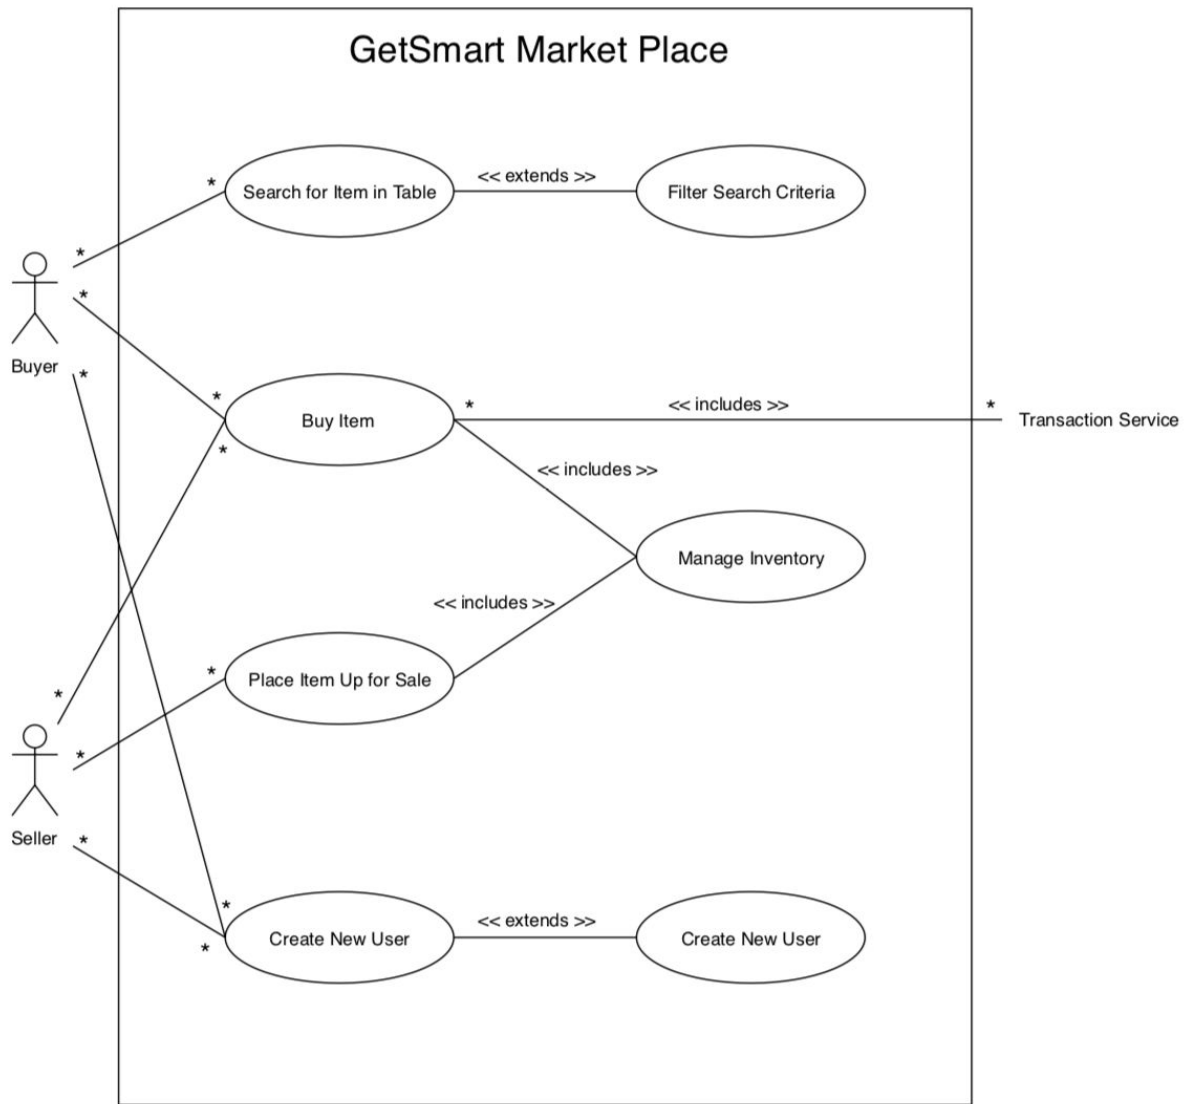 GetSmart Market Place
*
<< extends >>
Search for Item in Table
Filter Search Criteria
*
*
Buyer
*
*
Buy Item
*
<< includes >>
*
Transaction Service
*
<< includes >>
Manage Inventory
<< includes >>
*
Place Item Up for Sale
*
*
Seller
*
*
<< extends >>
Create New User
Create New User
*